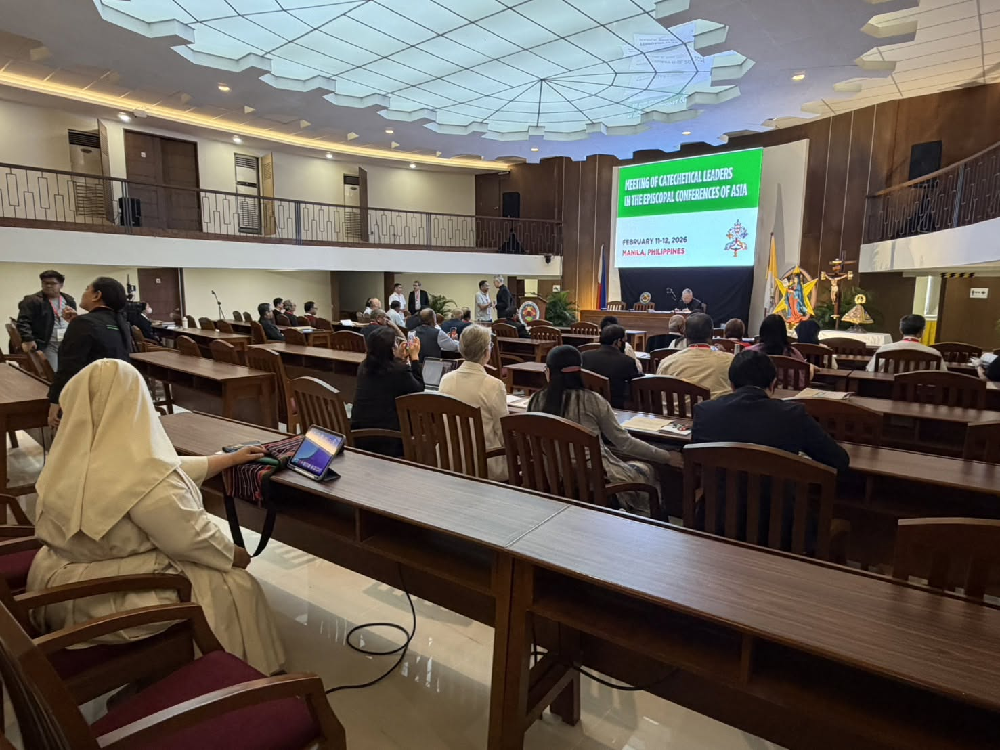 MEETING OF CATECHETICAL LEADERS
IN THE EPISCOPAL CONFERENCES OF ASIA
FEBRUARY 11-12, 2026
MANILA, PHILIPPINES